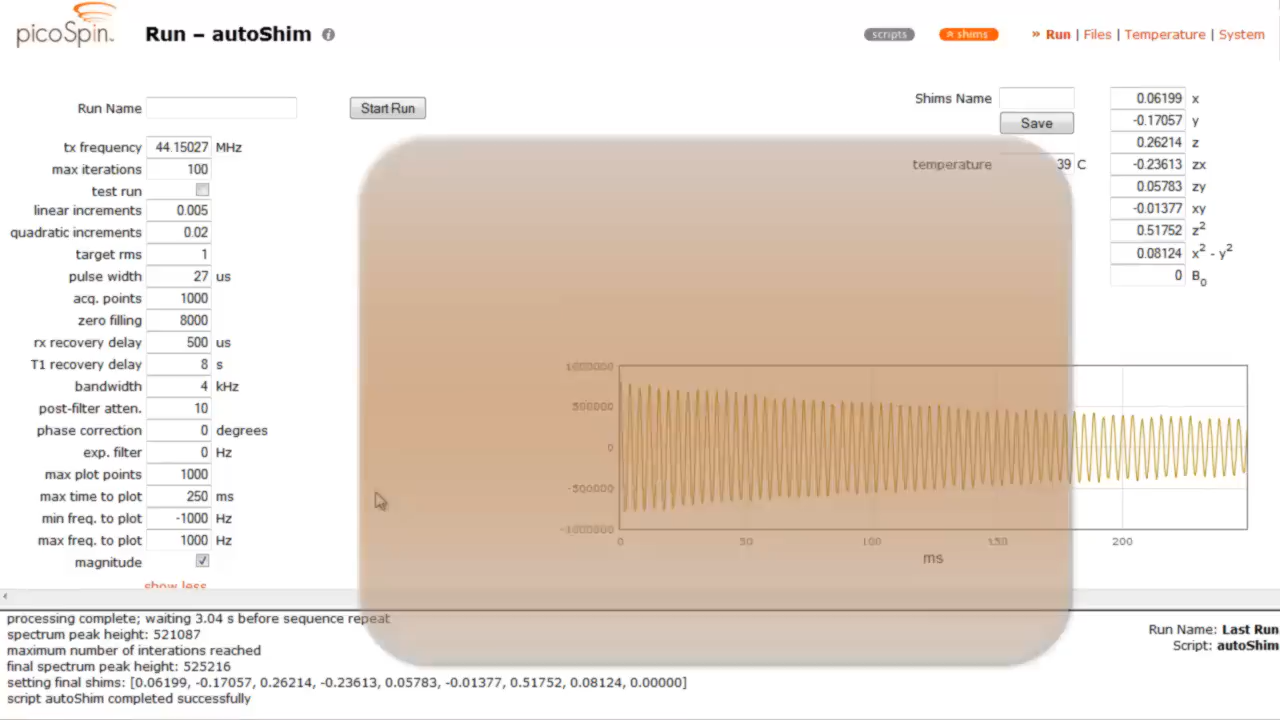 picoSpin™
Run – autoShim i
scripts
shims
» Run | Files | Temperature | System
Run Name
Start Run
tx frequency 44.15027 MHz
max iterations 100
test run
linear increments 0.005
quadratic increments 0.02
target rms 1
pulse width 27 us
acq. points 1000
zero filling 8000
rx recovery delay 500 us
T1 recovery delay 8 s
bandwidth 4 kHz
post-filter atten. 10
phase correction 0 degrees
exp. filter 0 Hz
max plot points 1000
max time to plot 250 ms
min freq. to plot -1000 Hz
max freq. to plot 1000 Hz
magnitude
show less
Shims Name
Save
temperature 39 C
0.06199 x
-0.17057 y
0.26214 z
-0.23613 zx
0.05783 zy
-0.01377 xy
0.51752 z²
0.08124 x² - y²
0 B₀
1000000
500000
0
-500000
-1000000
0 50 100 150 200
ms
processing complete; waiting 3.04 s before sequence repeat
spectrum peak height: 521087
maximum number of interations reached
final spectrum peak height: 525216
setting final shims: [0.06199, -0.17057, 0.26214, -0.23613, 0.05783, -0.01377, 0.51752, 0.08124, 0.00000]
script autoShim completed successfully
Run Name: Last Run
Script: autoShim